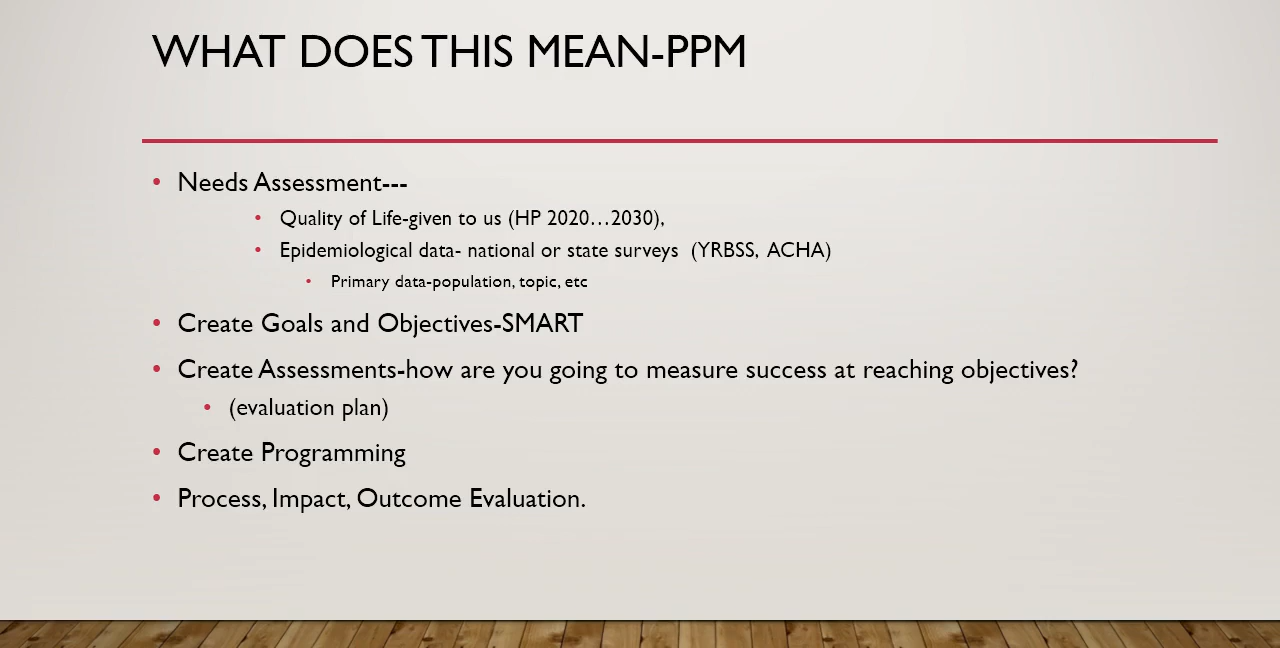 WHAT DOES THIS MEAN-PPM
• Needs Assessment---
• Quality of Life-given to us (HP 2020…2030),
• Epidemiological data- national or state surveys  (YRBSS, ACHA)
• Primary data-population, topic, etc
• Create Goals and Objectives-SMART
• Create Assessments-how are you going to measure success at reaching objectives?
• (evaluation plan)
• Create Programming
• Process, Impact, Outcome Evaluation.